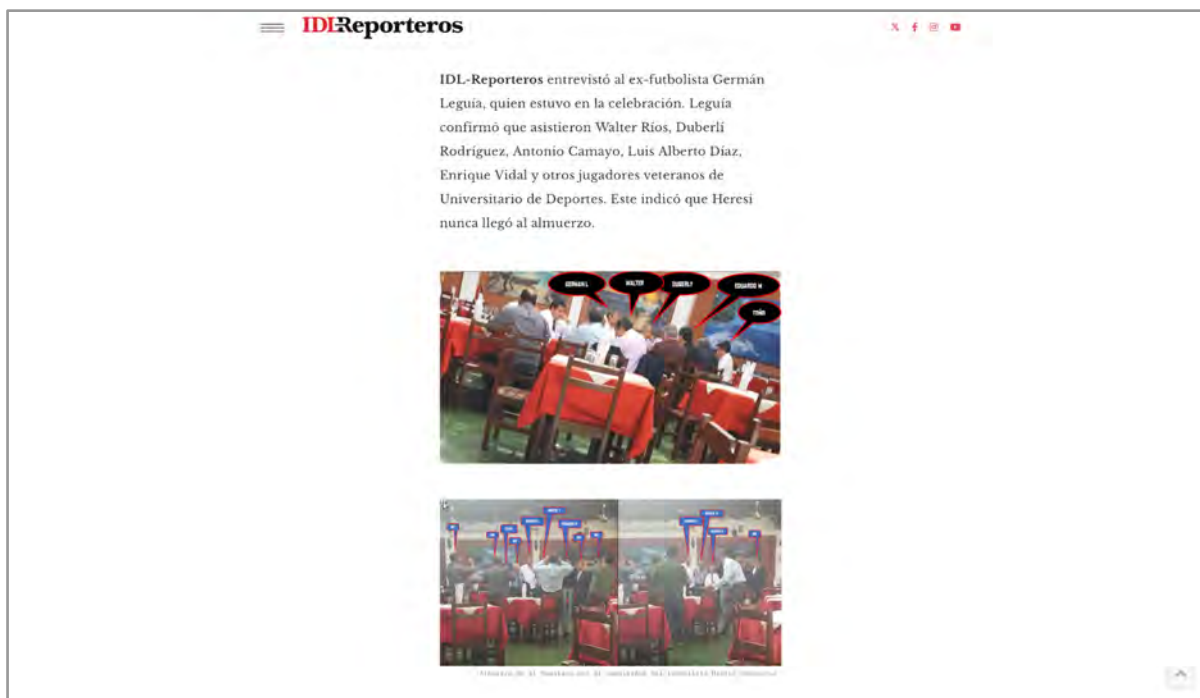 IDL-Reporteros
IDL-Reporteros entrevistó al ex-futbolista Germán
Leguía, quien estuvo en la celebración. Leguía
confirmó que asistieron Walter Ríos, Duberlí
Rodríguez, Antonio Camayo, Luis Alberto Díaz,
Enrique Vidal y otros jugadores veteranos de
Universitario de Deportes. Este indicó que Heresi
nunca llegó al almuerzo.
GERMAN L
WALTER
DUBERLY
EDUARDO M
TOÑO